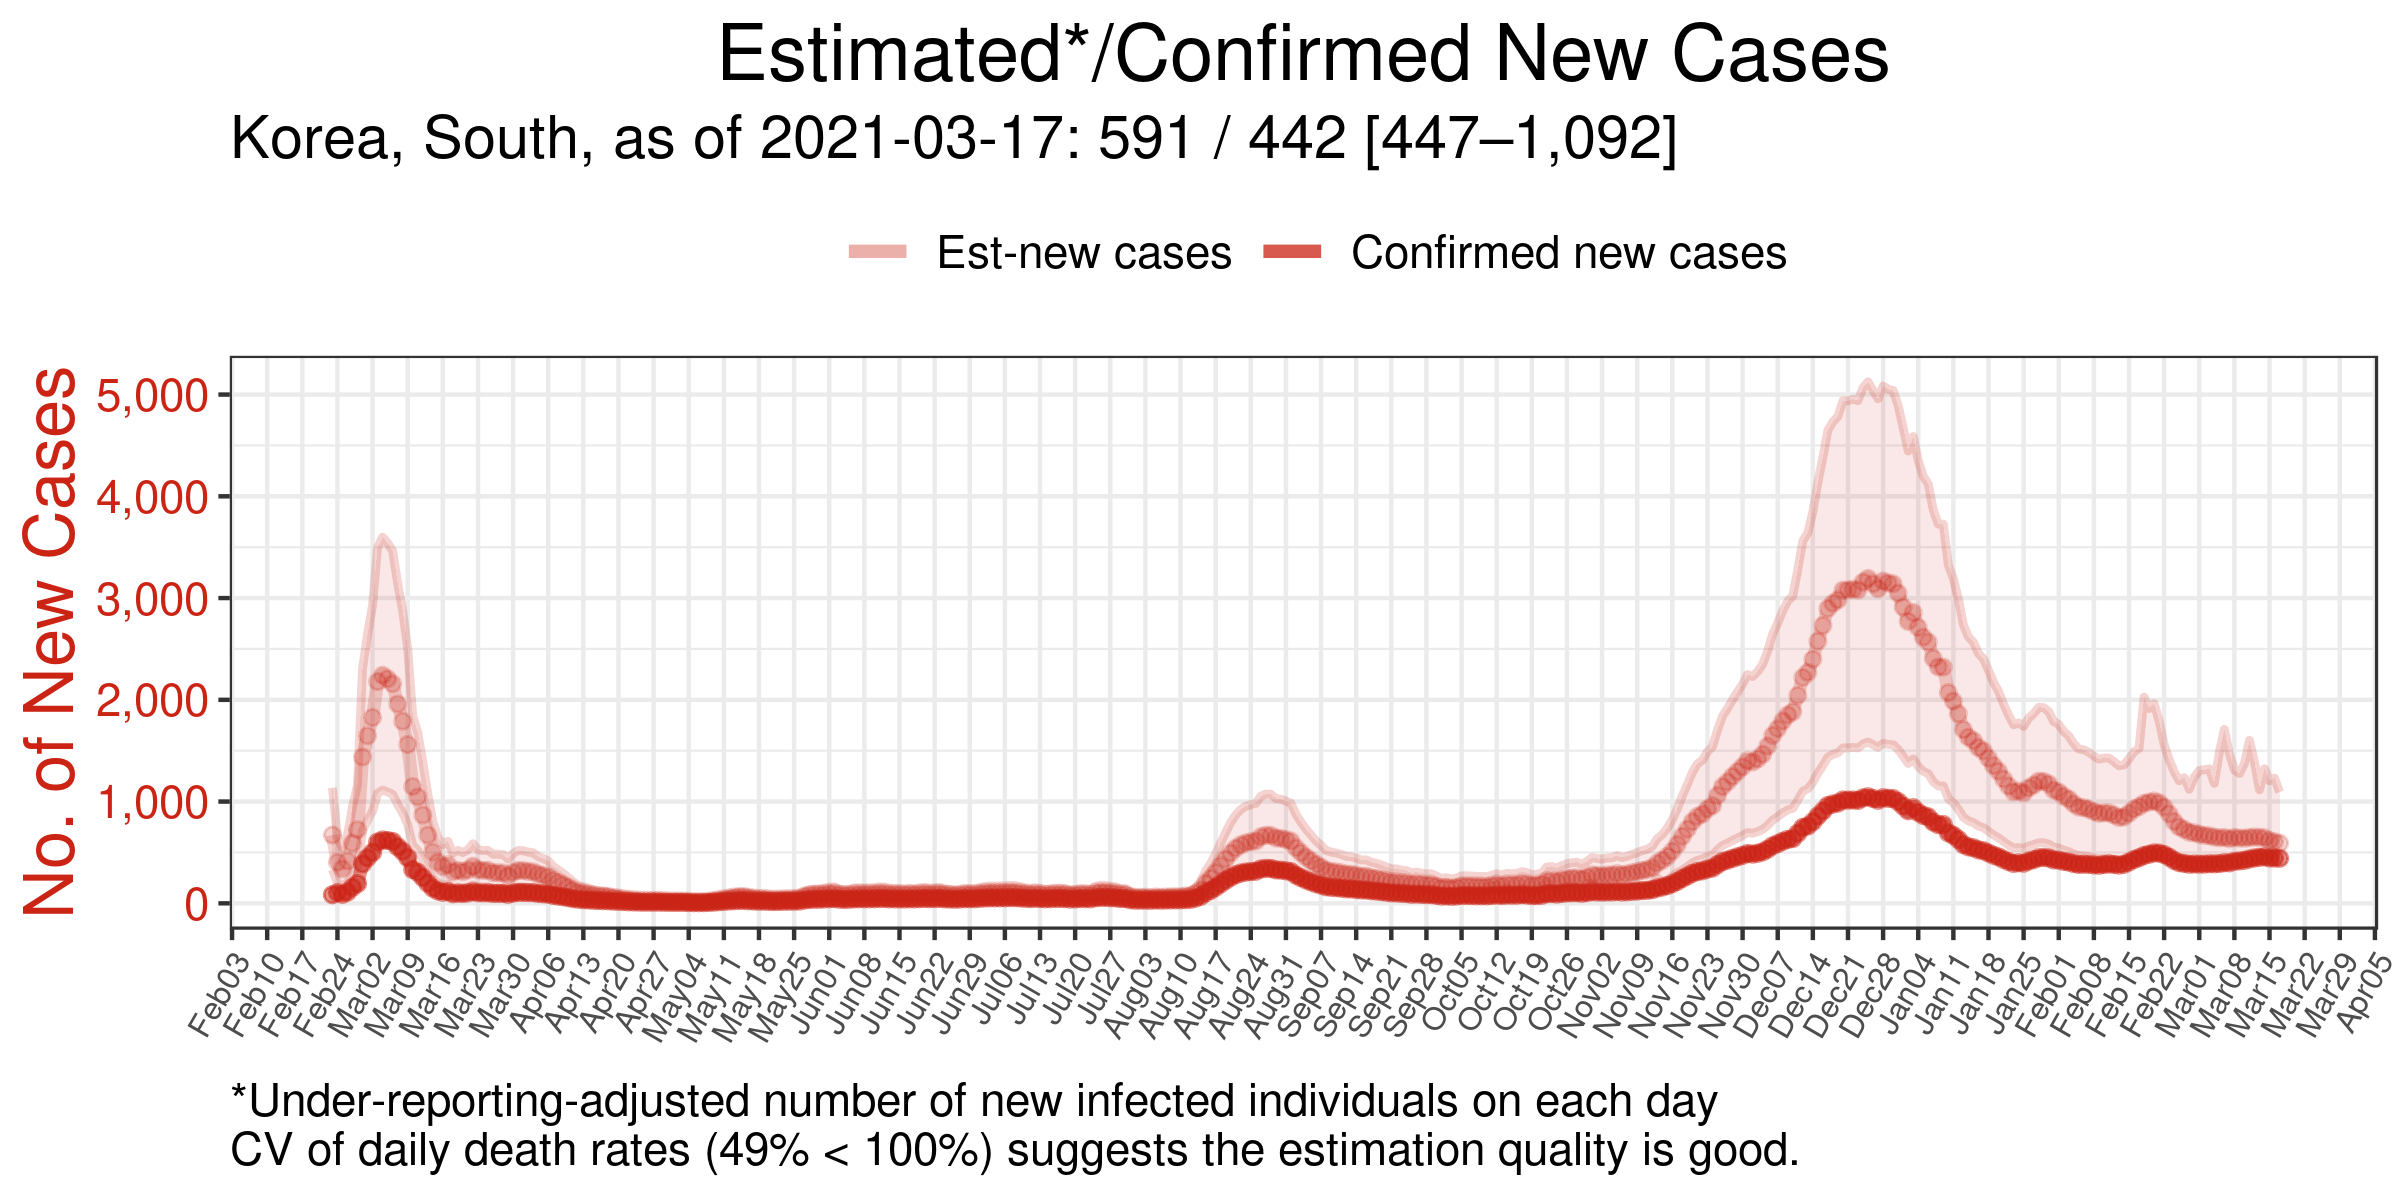 Estimated*/Confirmed New Cases
Korea, South, as of 2021-03-17: 591 / 442 [447–1,092]
Est-new cases
Confirmed new cases
No. of New Cases
5,000
4,000
3,000
2,000
1,000
0
Feb03
Feb10
Feb17
Feb24
Mar02
Mar09
Mar16
Mar23
Mar30
Apr06
Apr13
Apr20
Apr27
May04
May11
May18
May25
Jun01
Jun08
Jun15
Jun22
Jun29
Jul06
Jul13
Jul20
Jul27
Aug03
Aug10
Aug17
Aug24
Aug31
Sep07
Sep14
Sep21
Sep28
Oct05
Oct12
Oct19
Oct26
Nov02
Nov09
Nov16
Nov23
Nov30
Dec07
Dec14
Dec21
Dec28
Jan04
Jan11
Jan18
Jan25
Feb01
Feb08
Feb15
Feb22
Mar01
Mar08
Mar15
Mar22
Mar29
Apr05
*Under-reporting-adjusted number of new infected individuals on each day
CV of daily death rates (49% < 100%) suggests the estimation quality is good.